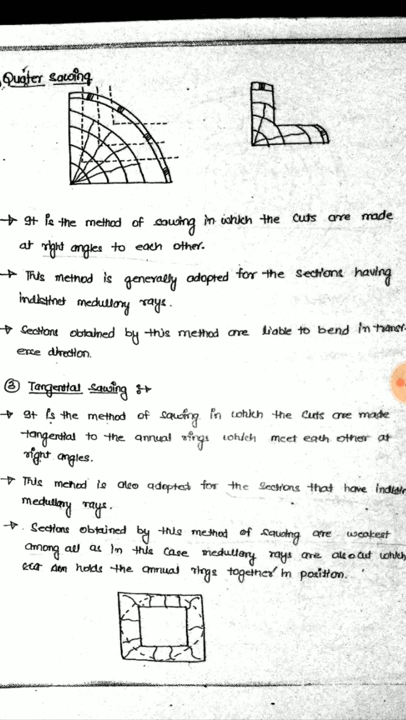 Quater sawing
→ It is the method of sawing in which the cuts are made
at right angles to each other.
→ This method is generally adopted for the sections having
indistinet medullory rays.
→ Sections obtained by this method are liable to bend in transv-
erse direction.
③ Tangential sawing :→
→ It is the method of sawing in which the cuts are made
tangential to the annual rings which meet each other at
right angles.
→ This method is also adopted for the sections that have indistin
medullary rays.
→ Sections obtained by this method of sawing are weakest
among all as in this case medullary rays are also cut which
holds the annual rings together in position.